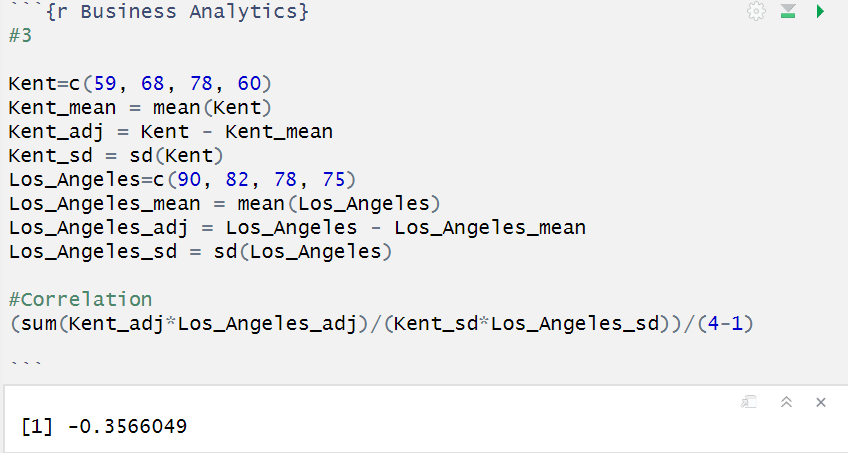 ```{r Business Analytics}
#3
Kent=c(59, 68, 78, 60)
Kent_mean = mean(Kent)
Kent_adj = Kent - Kent_mean
Kent_sd = sd(Kent)
Los_Angeles=c(90, 82, 78, 75)
Los_Angeles_mean = mean(Los_Angeles)
Los_Angeles_adj = Los_Angeles - Los_Angeles_mean
Los_Angeles_sd = sd(Los_Angeles)
#Correlation
(sum(Kent_adj*Los_Angeles_adj)/(Kent_sd*Los_Angeles_sd))/(4-1)
```
[1] -0.3566049